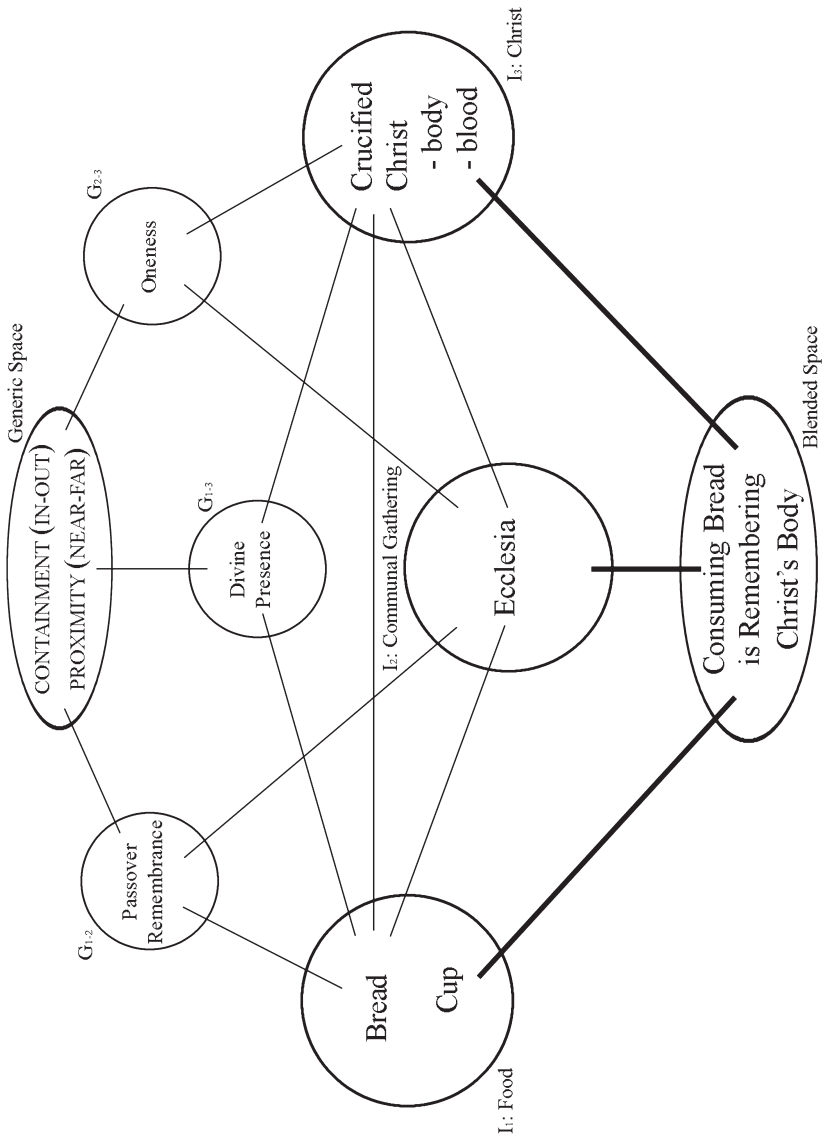 Generic Space
CONTAINMENT (IN-OUT)
PROXIMITY (NEAR-FAR)
G1-2
Passover
Remembrance
G1-3
Divine
Presence
G2-3
Oneness
I1: Food
Bread
Cup
I2: Communal Gathering
Ecclesia
I3: Christ
Crucified
Christ
- body
- blood
Consuming Bread
is Remembering
Christ's Body
Blended Space